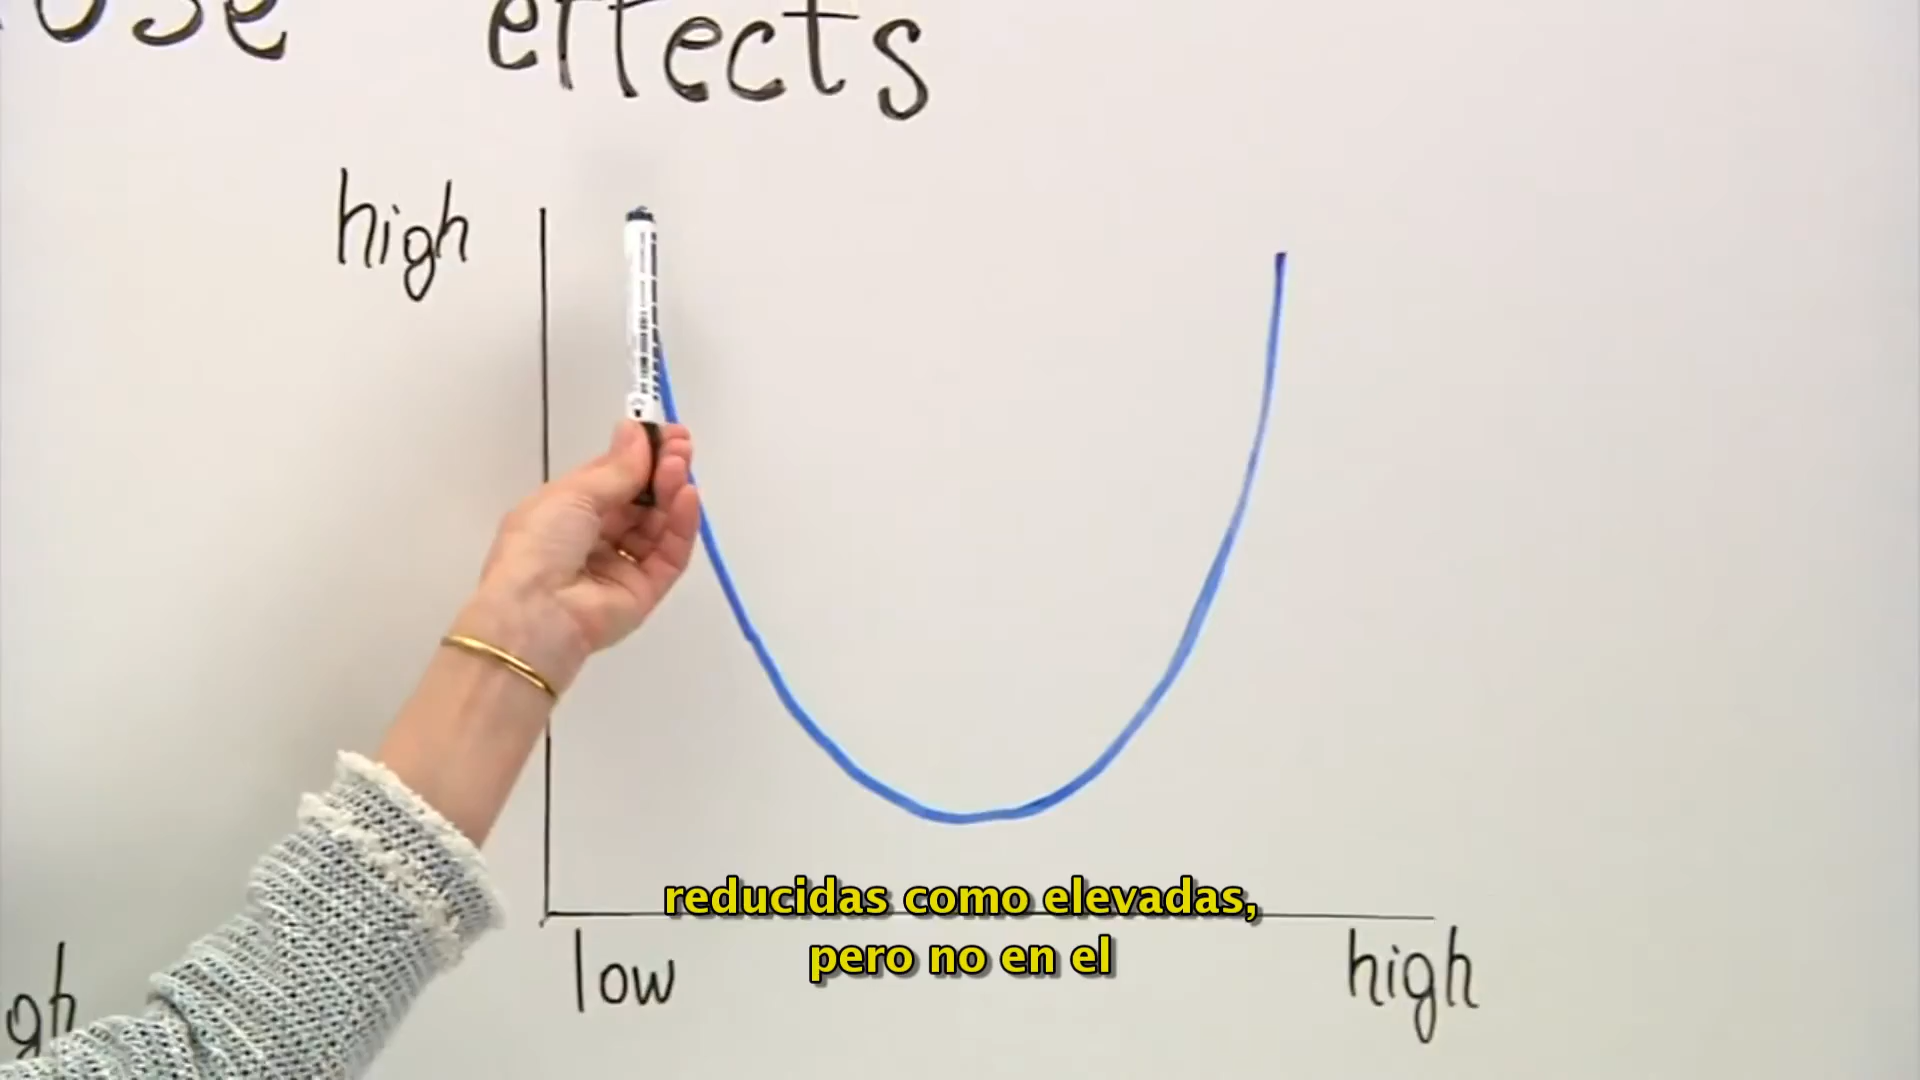 effects
high
reducidas como elevadas,
pero no en el
low
high